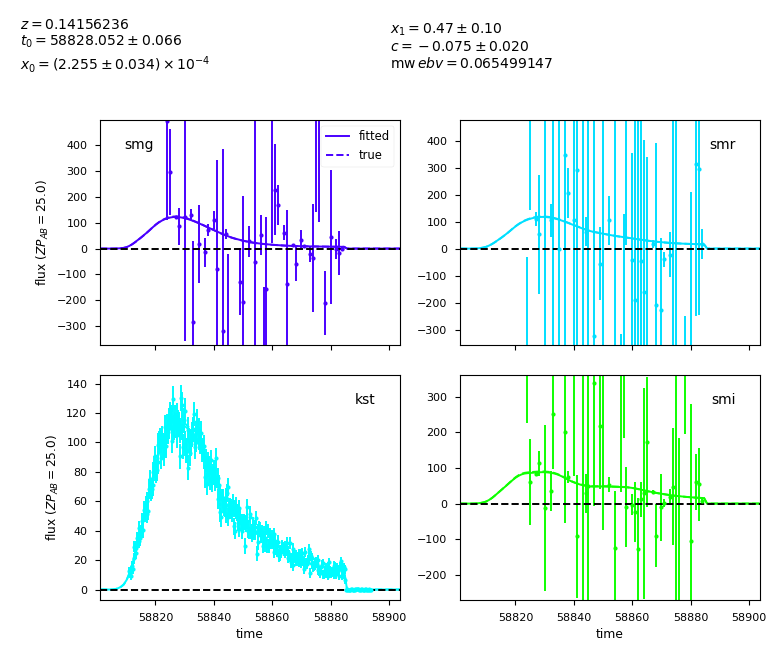 z = 0.14156236
t₀ = 58828.052 ± 0.066
x₀ = (2.255 ± 0.034) × 10⁻⁴
x₁ = 0.47 ± 0.10
c = −0.075 ± 0.020
mw ebv = 0.065499147
smg
fitted
true
400
300
200
100
0
−100
−200
−300
flux (ZP_AB = 25.0)
smr
400
300
200
100
0
−100
−200
−300
kst
140
120
100
80
60
40
20
0
flux (ZP_AB = 25.0)
58820 58840 58860 58880 58900
time
smi
300
200
100
0
−100
−200
58820 58840 58860 58880 58900
time